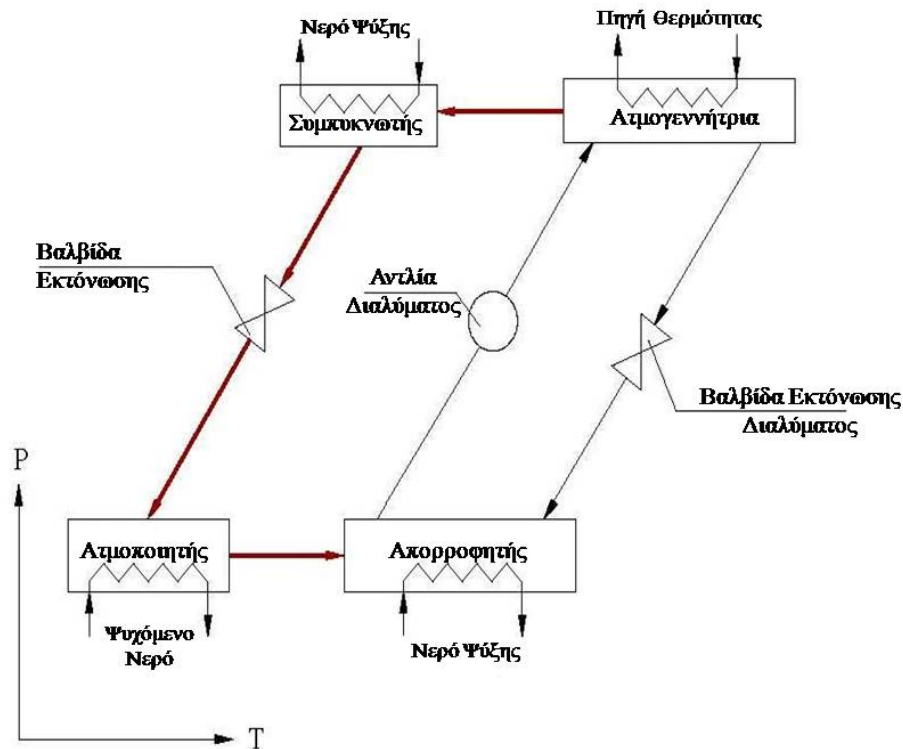 Νερό Ψύξης
Πηγή Θερμότητας
Συμπυκνωτής
Ατμογεννήτρια
Βαλβίδα
Εκτόνωσης
Αντλία
Διαλύματος
Βαλβίδα Εκτόνωσης
Διαλύματος
P
Ατμοποιητής
Απορροφητής
Ψυχόμενο
Νερό
Νερό Ψύξης
T